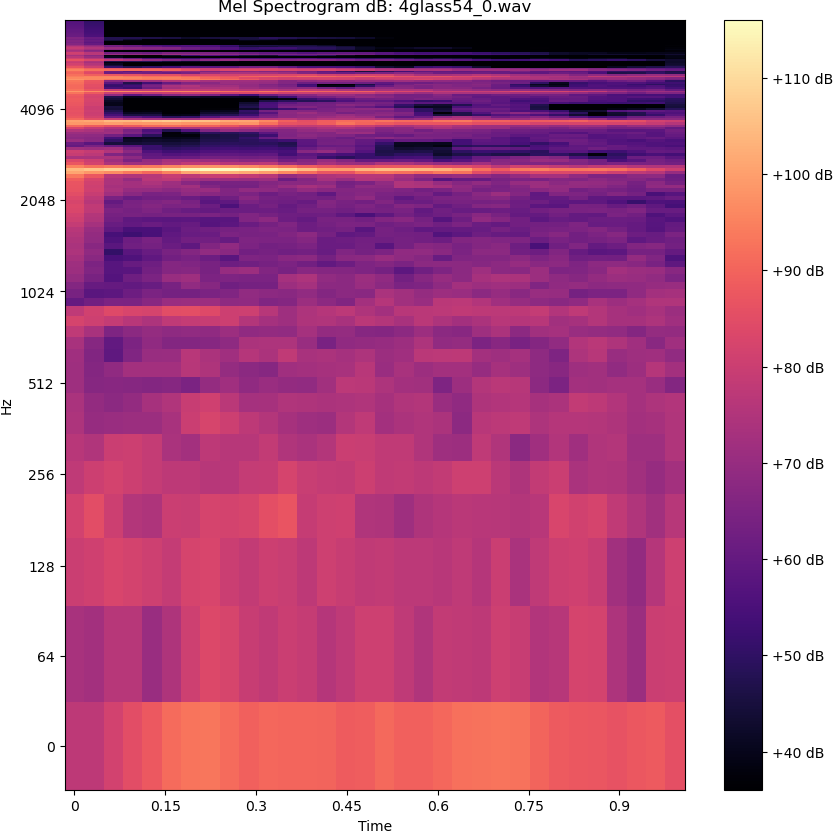 Mel Spectrogram dB: 4glass54_0.wav
Hz
4096
2048
1024
512
256
128
64
0
0
0.15
0.3
0.45
0.6
0.75
0.9
Time
+110 dB
+100 dB
+90 dB
+80 dB
+70 dB
+60 dB
+50 dB
+40 dB